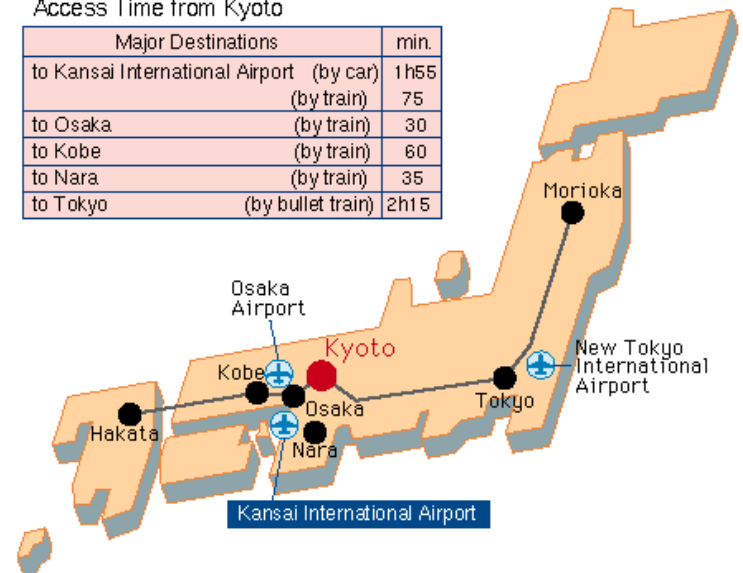 Access Time from Kyoto
Major Destinations min.
to Kansai International Airport (by car) 1h55
(by train) 75
to Osaka (by train) 30
to Kobe (by train) 60
to Nara (by train) 35
to Tokyo (by bullet train) 2h15
Morioka
Osaka
Airport
Kyoto
New Tokyo
International
Airport
Kobe
Tokyo
Osaka
Hakata
Nara
Kansai International Airport